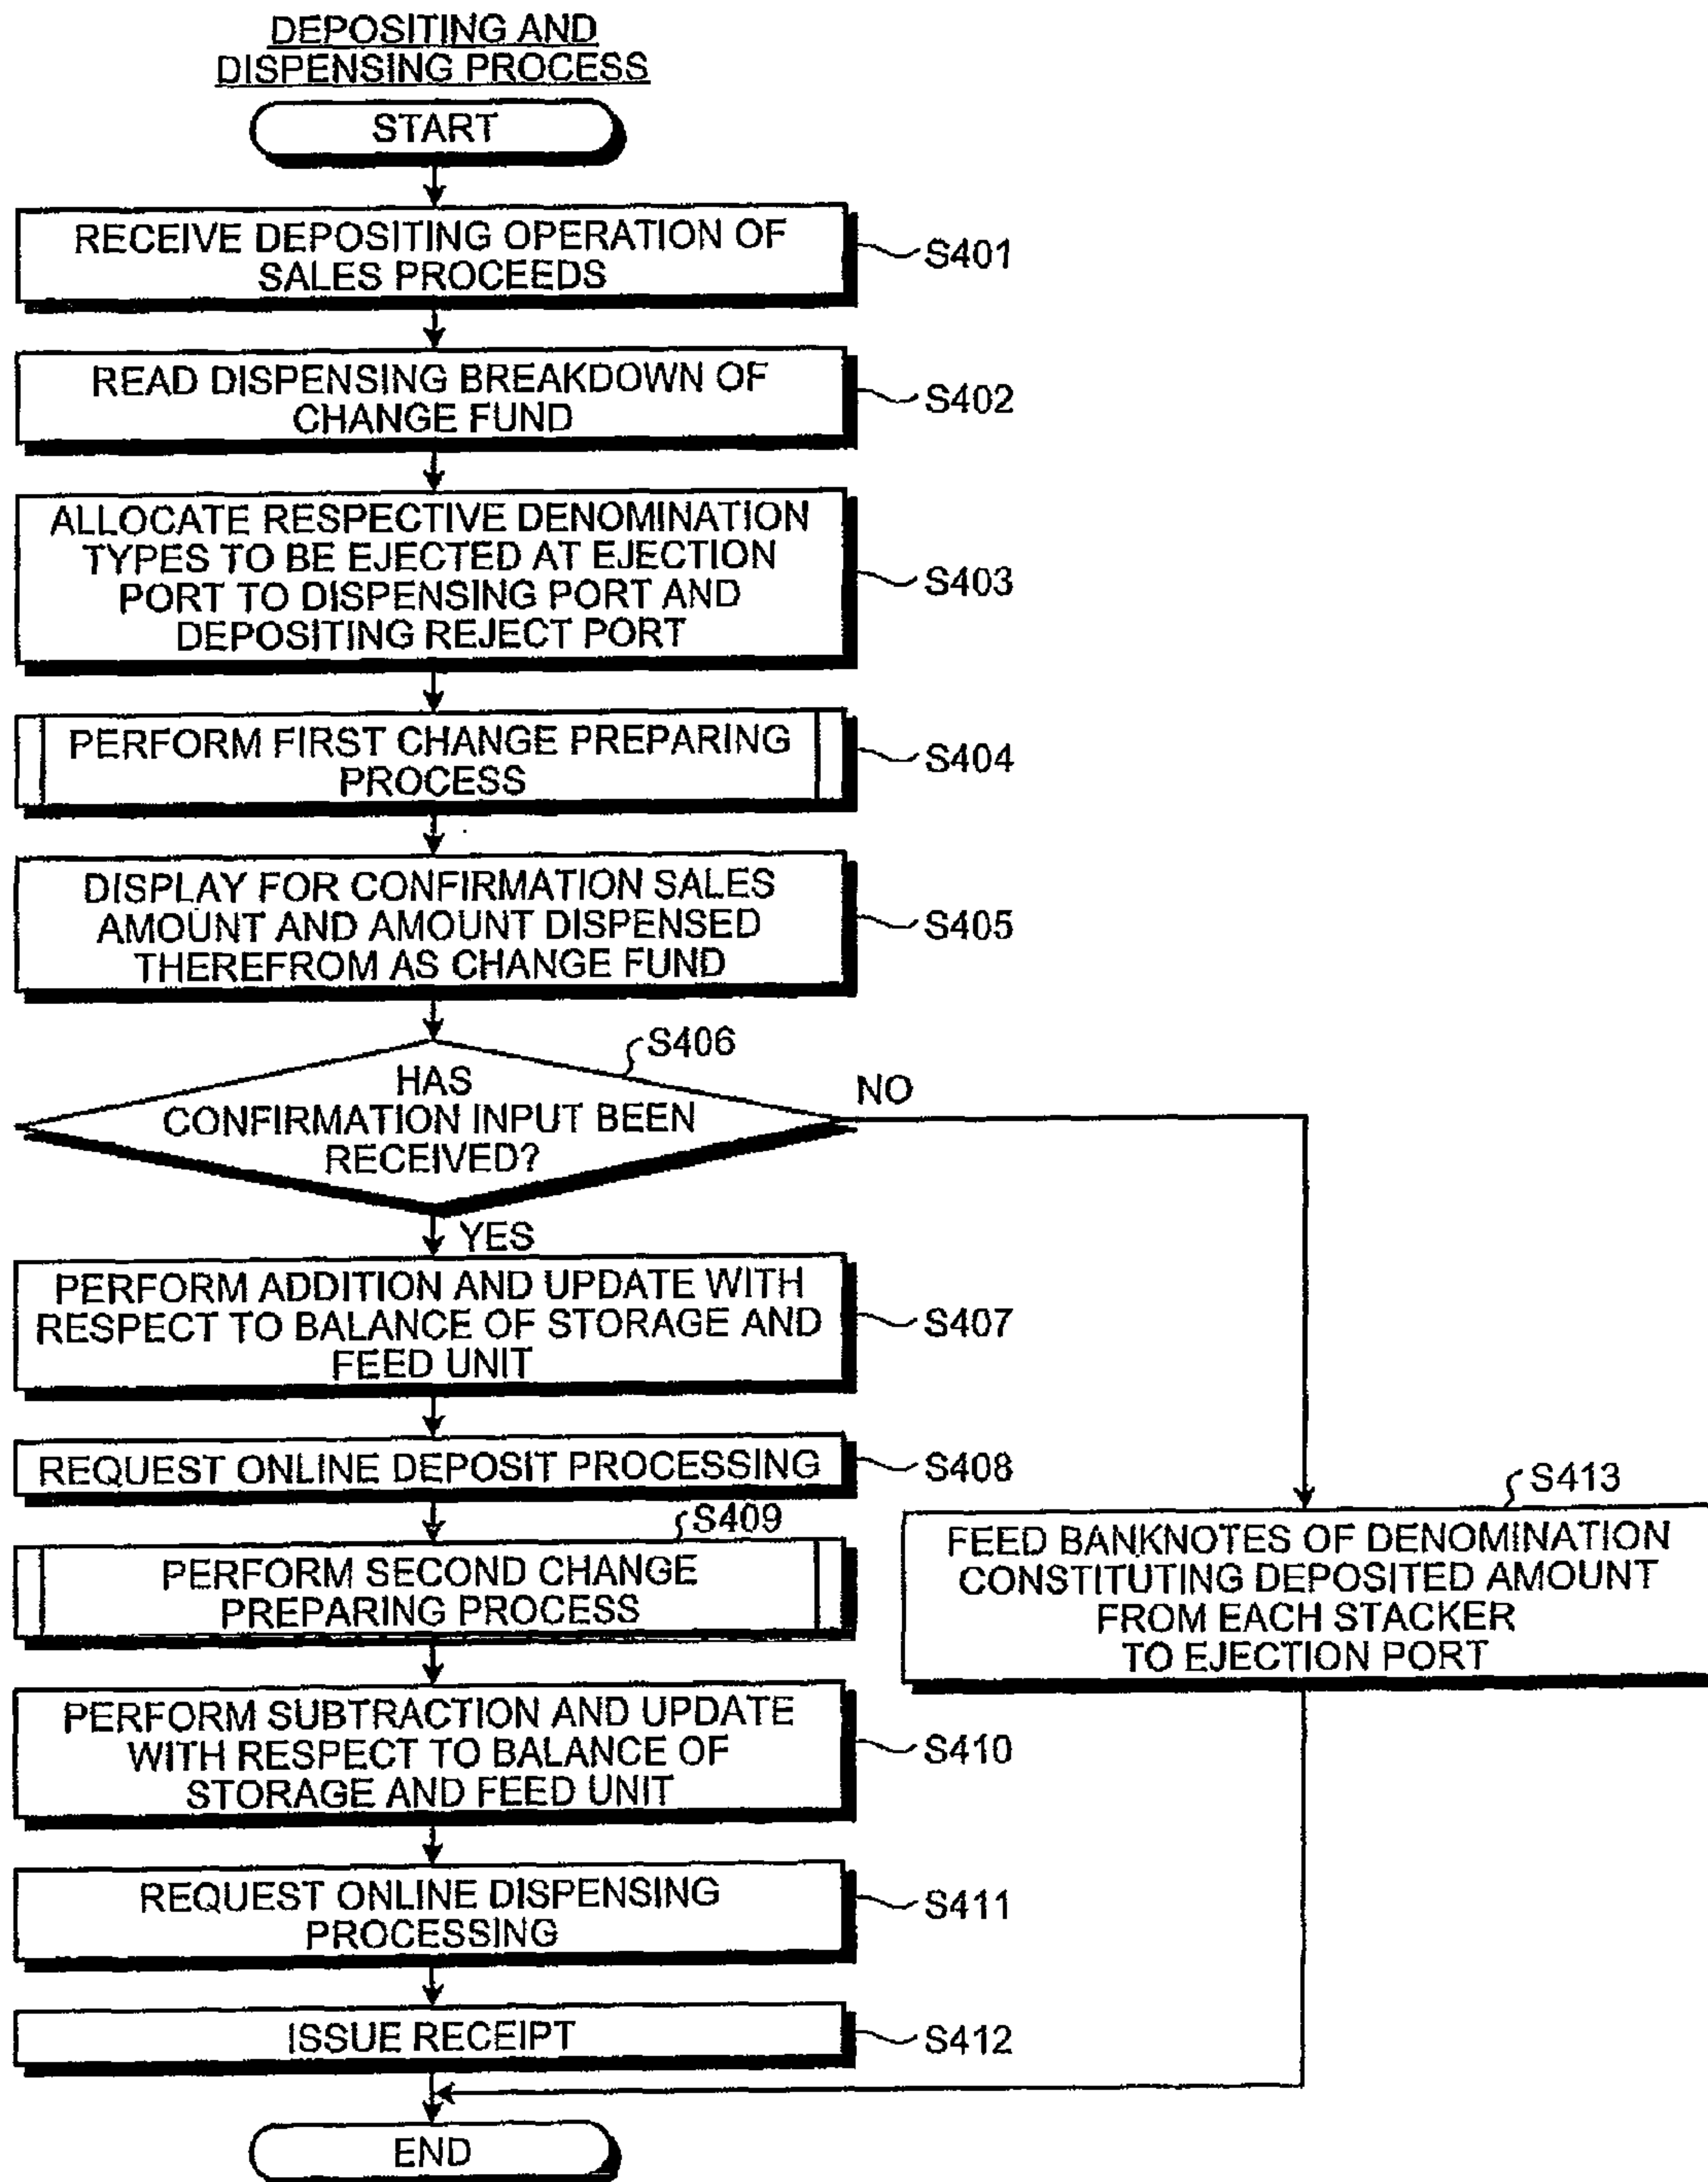 DEPOSITING AND
DISPENSING PROCESS
START
RECEIVE DEPOSITING OPERATION OF
SALES PROCEEDS
S401
READ DISPENSING BREAKDOWN OF
CHANGE FUND
S402
ALLOCATE RESPECTIVE DENOMINATION
TYPES TO BE EJECTED AT EJECTION
PORT TO DISPENSING PORT AND
DEPOSITING REJECT PORT
S403
PERFORM FIRST CHANGE PREPARING
PROCESS
S404
DISPLAY FOR CONFIRMATION SALES
AMOUNT AND AMOUNT DISPENSED
THEREFROM AS CHANGE FUND
S405
S406
HAS
CONFIRMATION INPUT BEEN
RECEIVED?
NO
YES
PERFORM ADDITION AND UPDATE WITH
RESPECT TO BALANCE OF STORAGE AND
FEED UNIT
S407
REQUEST ONLINE DEPOSIT PROCESSING
S408
S409
PERFORM SECOND CHANGE
PREPARING PROCESS
S413
FEED BANKNOTES OF DENOMINATION
CONSTITUTING DEPOSITED AMOUNT
FROM EACH STACKER
TO EJECTION PORT
PERFORM SUBTRACTION AND UPDATE
WITH RESPECT TO BALANCE OF
STORAGE AND FEED UNIT
S410
REQUEST ONLINE DISPENSING
PROCESSING
S411
ISSUE RECEIPT
S412
END